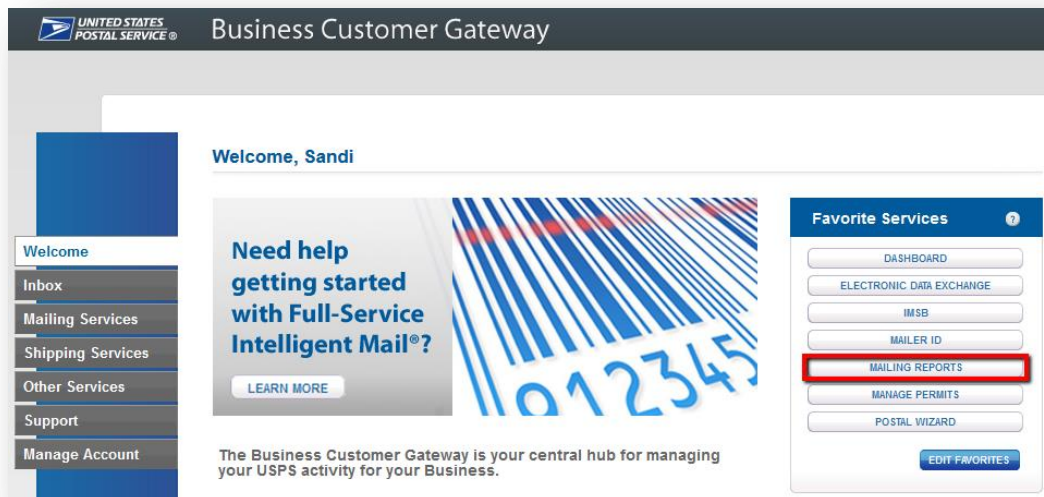 UNITED STATES
POSTAL SERVICE ®
Business Customer Gateway
Welcome, Sandi
Welcome
Inbox
Mailing Services
Shipping Services
Other Services
Support
Manage Account
Need help
getting started
with Full-Service
Intelligent Mail®?
LEARN MORE
912345
The Business Customer Gateway is your central hub for managing
your USPS activity for your Business.
Favorite Services ?
DASHBOARD
ELECTRONIC DATA EXCHANGE
IMSB
MAILER ID
MAILING REPORTS
MANAGE PERMITS
POSTAL WIZARD
EDIT FAVORITES